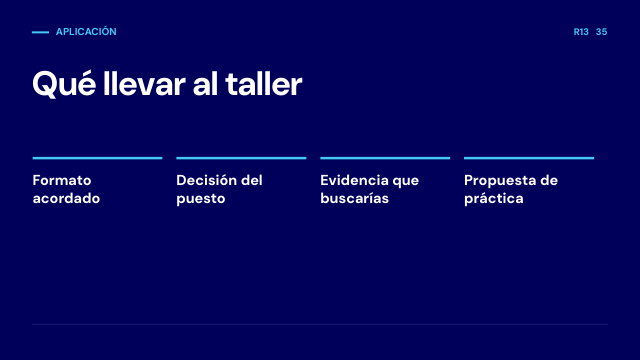 APLICACIÓN
R13 35
Qué llevar al taller
Formato
acordado
Decisión del
puesto
Evidencia que
buscarías
Propuesta de
práctica